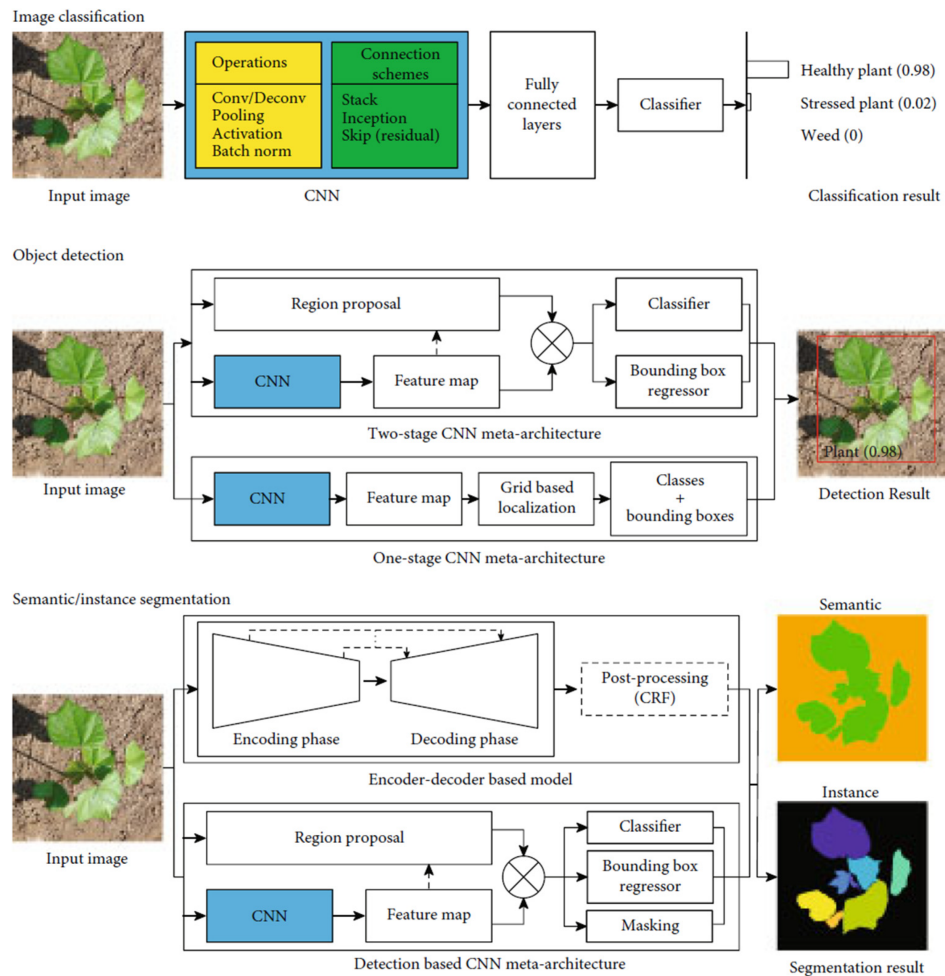 Image classification
Operations
Conv/Deconv
Pooling
Activation
Batch norm
Connection
schemes
Stack
Inception
Skip (residual)
Fully
connected
layers
Classifier
Healthy plant (0.98)
Stressed plant (0.02)
Weed (0)
Input image
CNN
Classification result
Object detection
Region proposal
Classifier
CNN
Feature map
Bounding box
regressor
Two-stage CNN meta-architecture
Plant (0.98)
Input image
Detection Result
CNN
Feature map
Grid based
localization
Classes
+
bounding boxes
One-stage CNN meta-architecture
Semantic/instance segmentation
Semantic
Encoding phase
Decoding phase
Post-processing
(CRF)
Encoder-decoder based model
Instance
Input image
Region proposal
Classifier
CNN
Feature map
Bounding box
regressor
Masking
Detection based CNN meta-architecture
Segmentation result